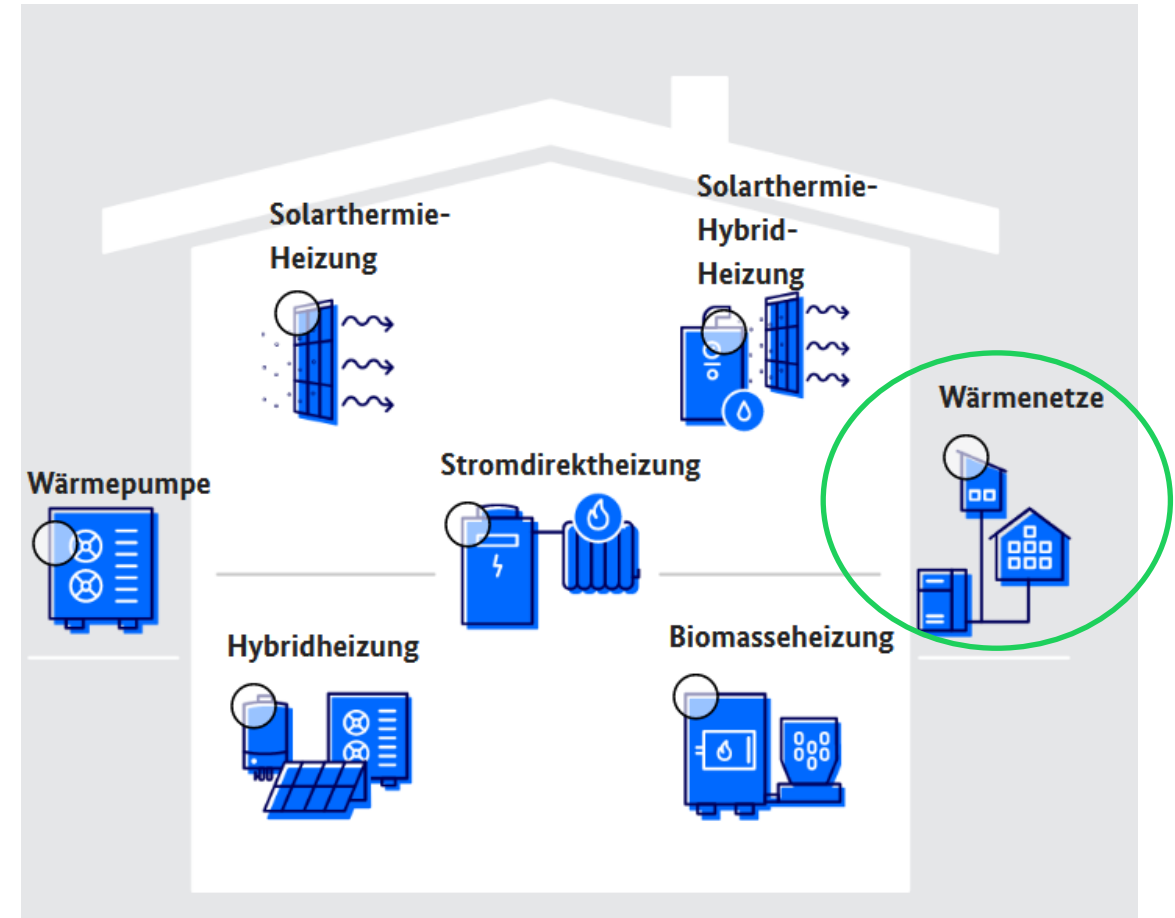 Solarthermie-
Heizung
Solarthermie-
Hybrid-
Heizung
Wärmenetze
Stromdirektheizung
Wärmepumpe
Hybridheizung
Biomasseheizung